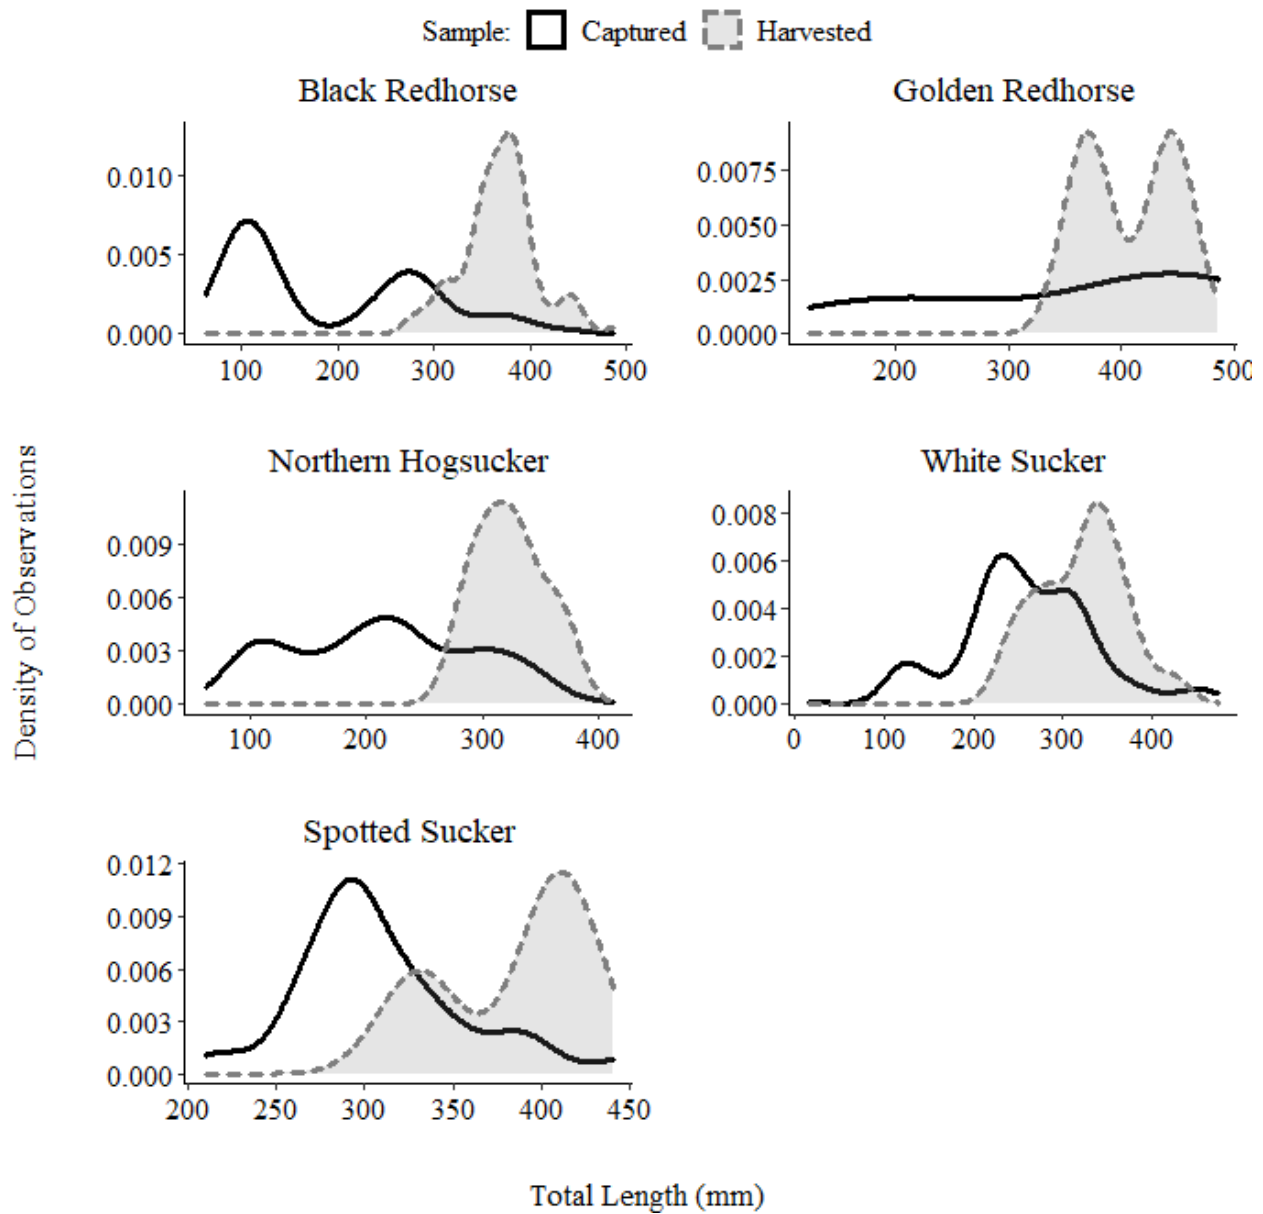 Sample: Captured Harvested
Black Redhorse
0.010
0.005
0.000
100 200 300 400 500
Golden Redhorse
0.0075
0.0050
0.0025
0.0000
200 300 400 500
Density of Observations
Northern Hogsucker
0.009
0.006
0.003
0.000
100 200 300 400
White Sucker
0.008
0.006
0.004
0.002
0.000
0 100 200 300 400
Spotted Sucker
0.012
0.009
0.006
0.003
0.000
200 250 300 350 400 450
Total Length (mm)